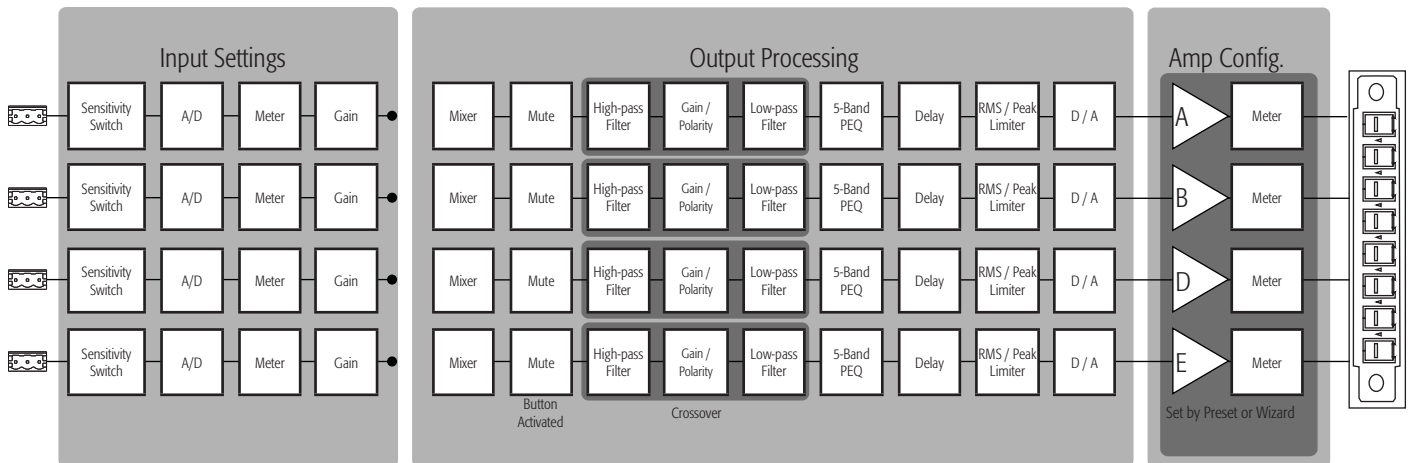 Input Settings
Output Processing
Amp Config.
Sensitivity
Switch
A/D
Meter
Gain
Mixer
Mute
High-pass
Filter
Gain /
Polarity
Low-pass
Filter
5-Band
PEQ
Delay
RMS / Peak
Limiter
D / A
A
Meter
Sensitivity
Switch
A/D
Meter
Gain
Mixer
Mute
High-pass
Filter
Gain /
Polarity
Low-pass
Filter
5-Band
PEQ
Delay
RMS / Peak
Limiter
D / A
B
Meter
Sensitivity
Switch
A/D
Meter
Gain
Mixer
Mute
High-pass
Filter
Gain /
Polarity
Low-pass
Filter
5-Band
PEQ
Delay
RMS / Peak
Limiter
D / A
D
Meter
Sensitivity
Switch
A/D
Meter
Gain
Mixer
Mute
High-pass
Filter
Gain /
Polarity
Low-pass
Filter
5-Band
PEQ
Delay
RMS / Peak
Limiter
D / A
E
Meter
Button
Activated
Crossover
Set by Preset or Wizard